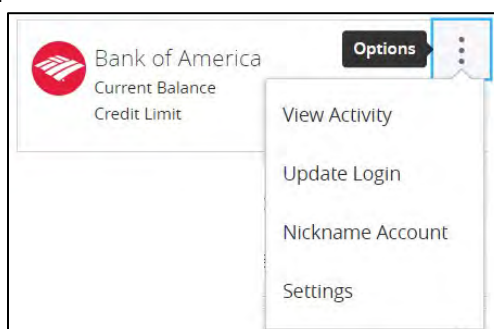 Bank of America
Options
Current Balance
Credit Limit
View Activity
Update Login
Nickname Account
Settings